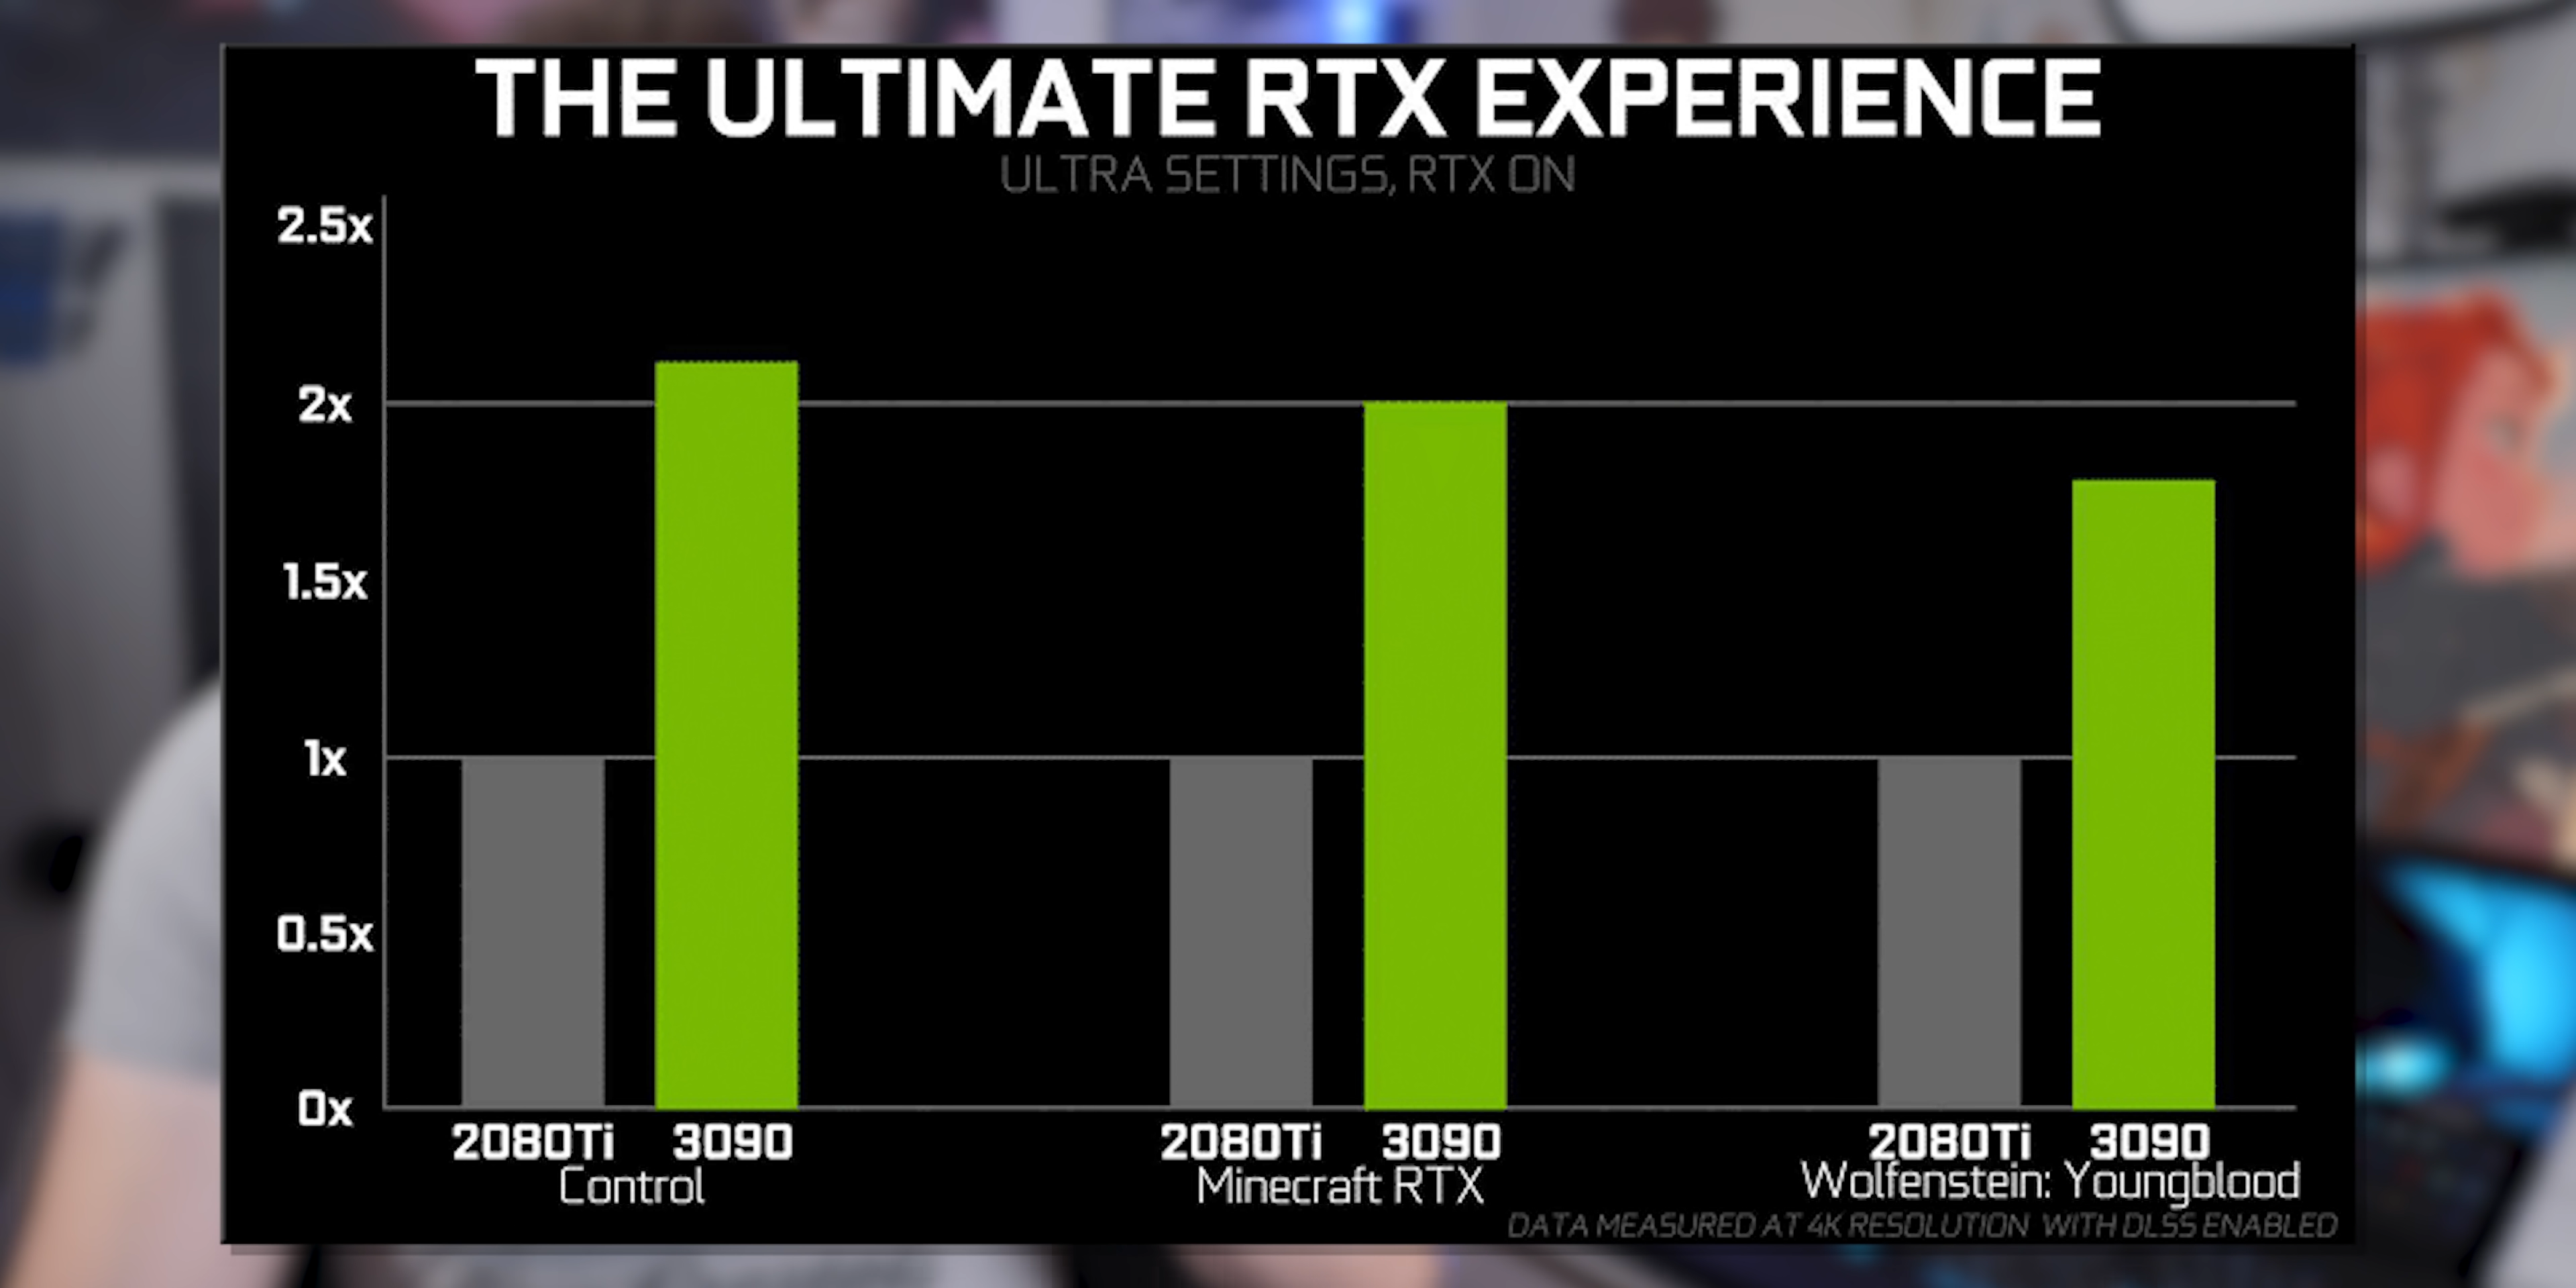 THE ULTIMATE RTX EXPERIENCE
ULTRA SETTINGS, RTX ON
2.5x
2x
1.5x
1x
0.5x
0x
2080Ti 3090 2080Ti 3090 2080Ti 3090
Control Minecraft RTX Wolfenstein: Youngblood
DATA MEASURED AT 4K RESOLUTION WITH DLSS ENABLED